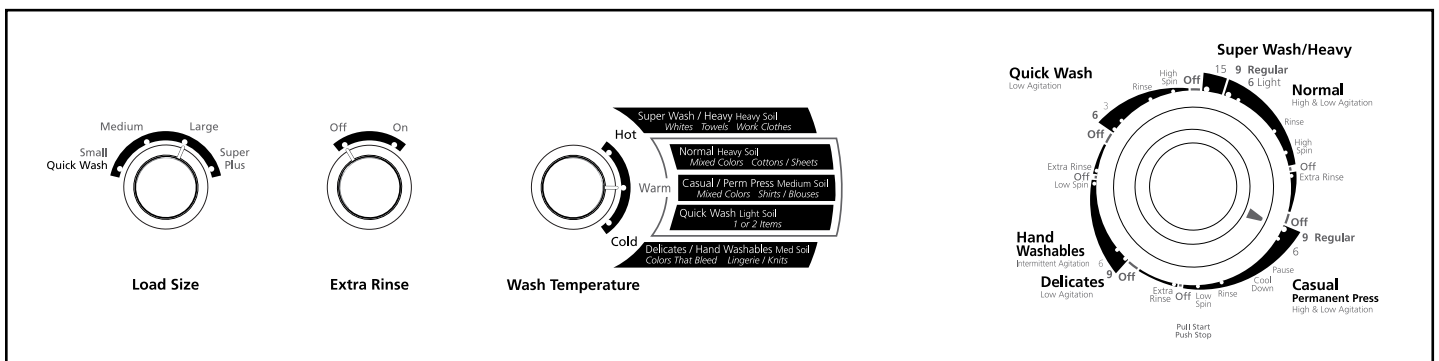 Medium
Large
Small
Quick Wash
Super
Plus
Load Size
Off
On
Extra Rinse
Hot
Warm
Cold
Wash Temperature
Super Wash / Heavy Heavy Soil
Whites Towels Work Clothes
Normal Heavy Soil
Mixed Colors Cottons / Sheets
Casual / Perm Press Medium Soil
Mixed Colors Shirts / Blouses
Quick Wash Light Soil
1 or 2 Items
Delicates / Hand Washables Med Soil
Colors That Bleed Lingerie / Knits
Super Wash/Heavy
15 9 Regular
6 Light
Normal
High & Low Agitation
Rinse
High
Spin
Off
Extra Rinse
Off
9 Regular
6
Pause
Cool
Down
Casual
Permanent Press
High & Low Agitation
Rinse
Low
Spin
Off
Extra
Rinse
Pull Start
Push Stop
Off
9
6
Delicates
Low Agitation
Hand
Washables
Intermittent Agitation
Low Spin
Off
Extra Rinse
Off
6
3
Quick Wash
Low Agitation
Rinse
High
Spin
Off